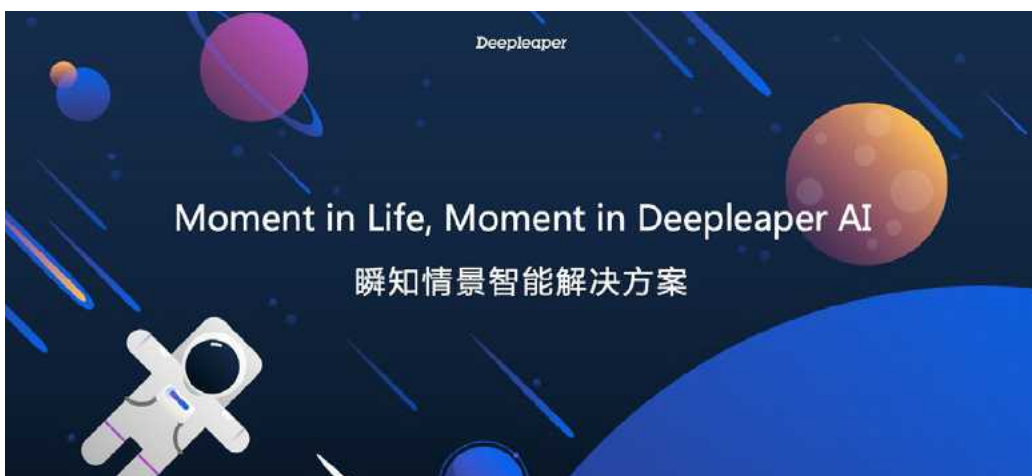 Deepleaper
Moment in Life, Moment in Deepleaper AI
瞬知情景智能解决方案